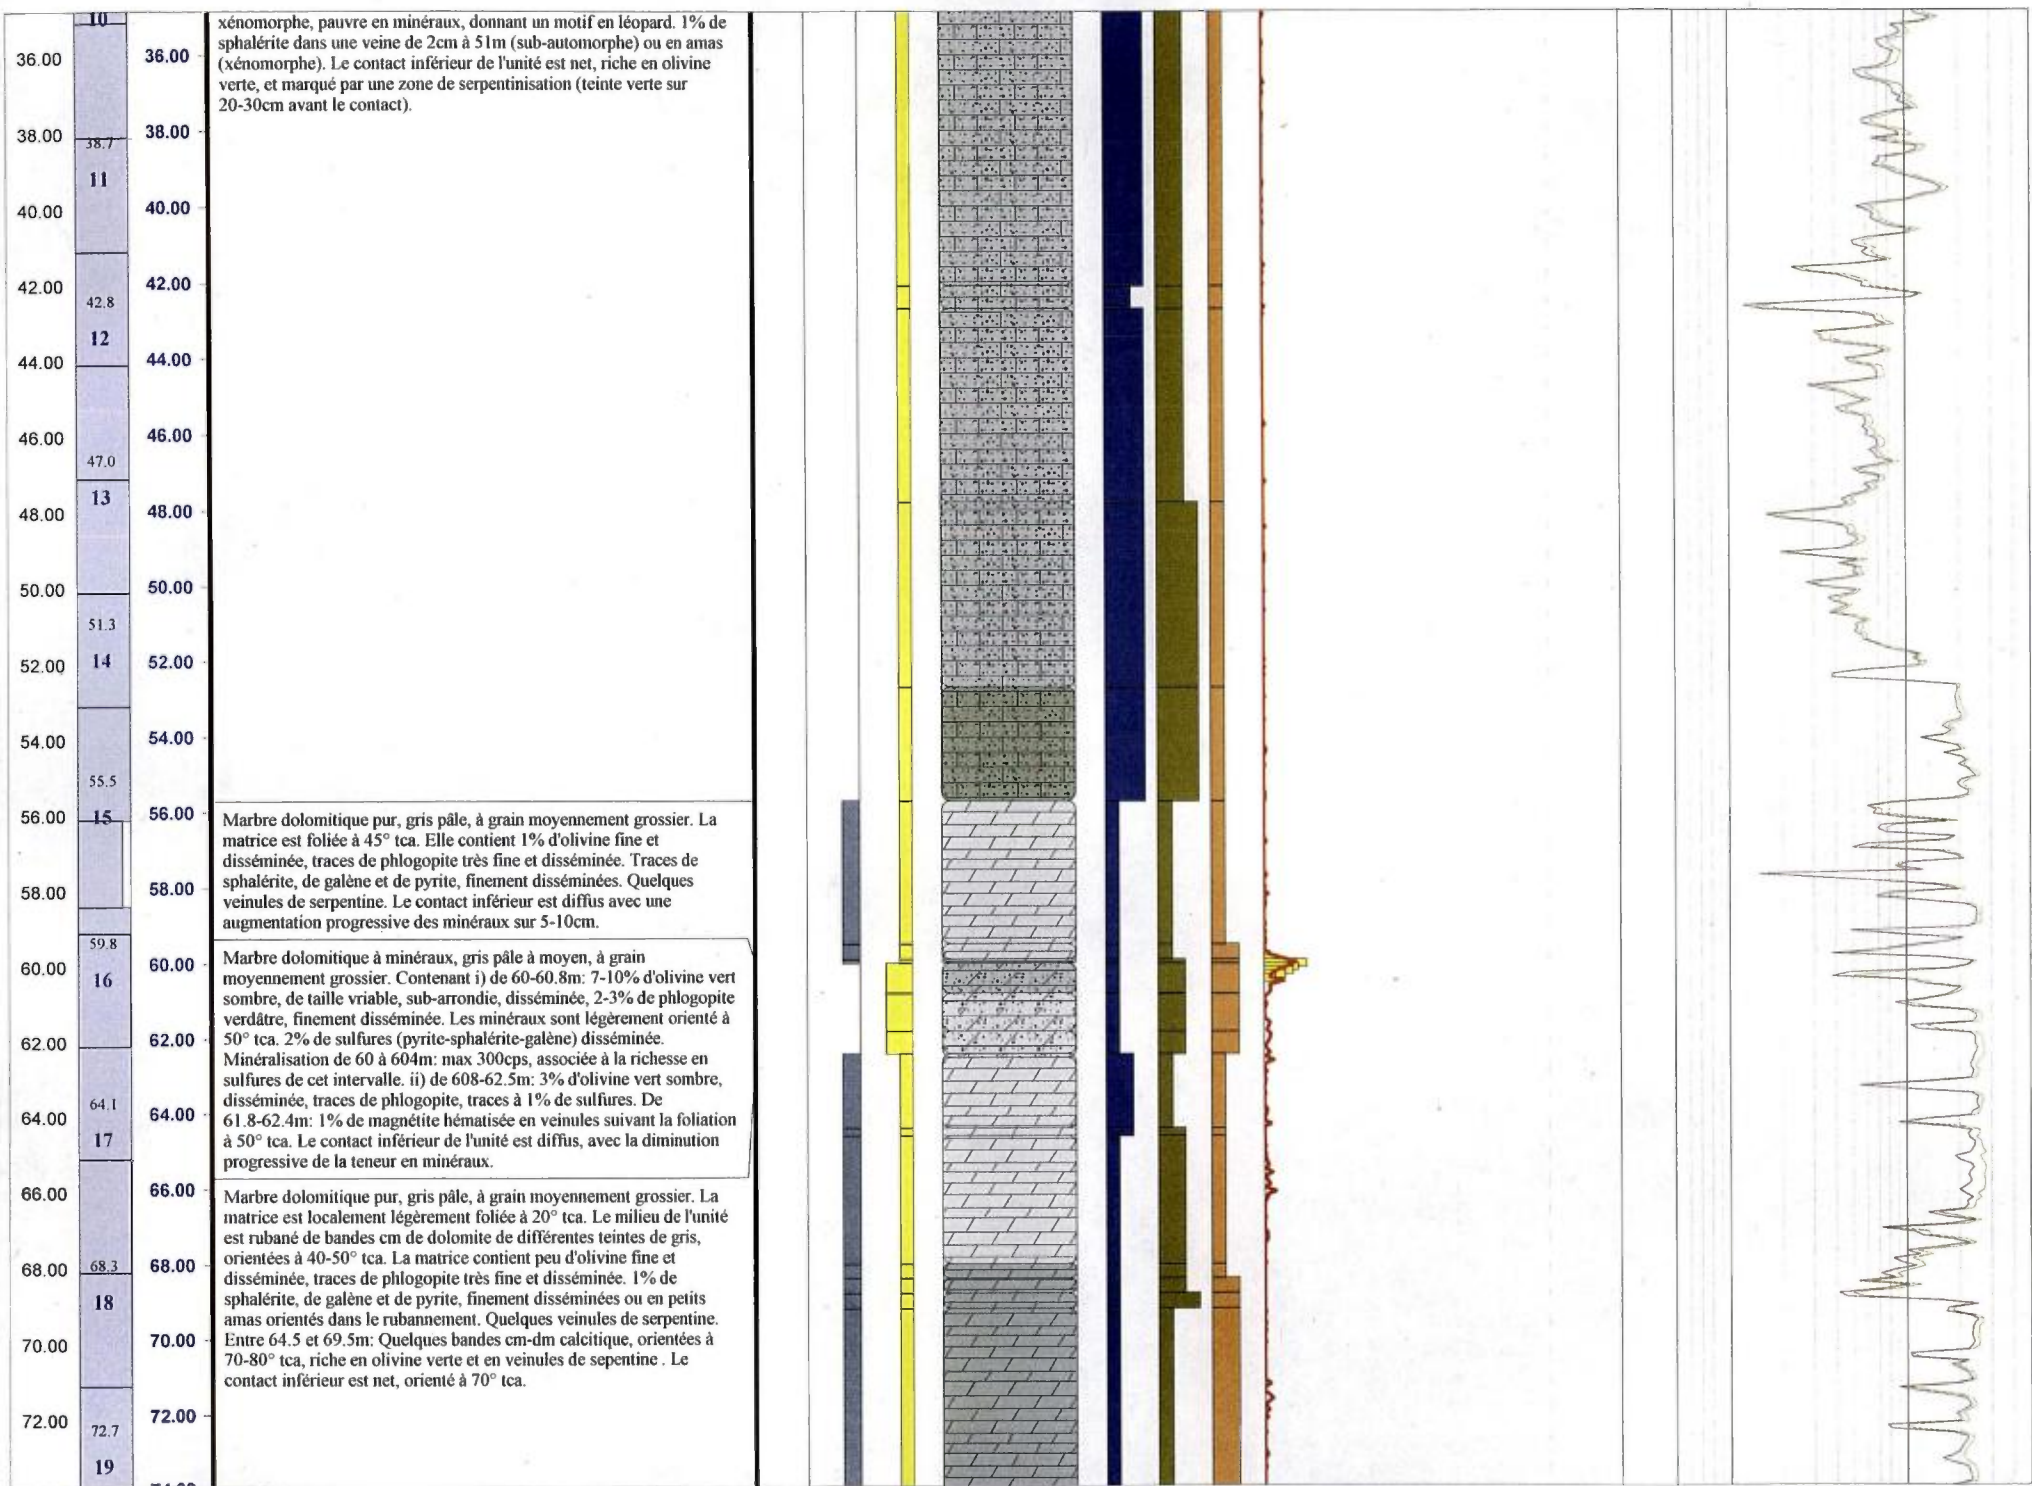 xénomorphe, pauvre en minéraux, donnant un motif en léopard. 1% de
sphalérite dans une veine de 2cm à 51m (sub-automorphe) ou en amas
(xénomorphe). Le contact inférieur de l'unité est net, riche en olivine
verte, et marqué par une zone de serpentinisation (teinte verte sur
20-30cm avant le contact).
Marbre dolomitique pur, gris pâle, à grain moyennement grossier. La
matrice est foliée à 45° tca. Elle contient 1% d'olivine fine et
disséminée, traces de phlogopite très fine et disséminée. Traces de
sphalérite, de galène et de pyrite, finement disséminées. Quelques
veinules de serpentine. Le contact inférieur est diffus avec une
augmentation progressive des minéraux sur 5-10cm.
Marbre dolomitique à minéraux, gris pâle à moyen, à grain
moyennement grossier. Contenant i) de 60-60.8m: 7-10% d'olivine vert
sombre, de taille vriable, sub-arrondie, disséminée, 2-3% de phlogopite
verdâtre, finement disséminée. Les minéraux sont légèrement orienté à
50° tca. 2% de sulfures (pyrite-sphalérite-galène) disséminée.
Minéralisation de 60 à 604m: max 300cps, associée à la richesse en
sulfures de cet intervalle. ii) de 608-62.5m: 3% d'olivine vert sombre,
disséminée, traces de phlogopite, traces à 1% de sulfures. De
61.8-62.4m: 1% de magnétite hématisée en veinules suivant la foliation
à 50° tca. Le contact inférieur de l'unité est diffus, avec la diminution
progressive de la teneur en minéraux.
Marbre dolomitique pur, gris pâle, à grain moyennement grossier. La
matrice est localement légèrement foliée à 20° tca. Le milieu de l'unité
est rubané de bandes cm de dolomite de différentes teintes de gris,
orientées à 40-50° tca. La matrice contient peu d'olivine fine et
disséminée, traces de phlogopite très fine et disséminée. 1% de
sphalérite, de galène et de pyrite, finement disséminées ou en petits
amas orientés dans le rubannement. Quelques veinules de serpentine.
Entre 64.5 et 69.5m: Quelques bandes cm-dm calcitique, orientées à
70-80° tca, riche en olivine verte et en veinules de sepentine . Le
contact inférieur est net, orienté à 70° tca.
10
36.00 36.00
38.00 38.7 38.00
11
40.00 40.00
42.00 42.8 42.00
12
44.00 44.00
46.00 46.00
47.0
13
48.00 48.00
50.00 50.00
51.3
52.00 14 52.00
54.00 54.00
55.5
56.00 15 56.00
58.00 58.00
59.8
60.00 16 60.00
62.00 62.00
64.1
64.00 64.00
17
66.00 66.00
68.00 68.3 68.00
18
70.00 70.00
72.00 72.7 72.00
19